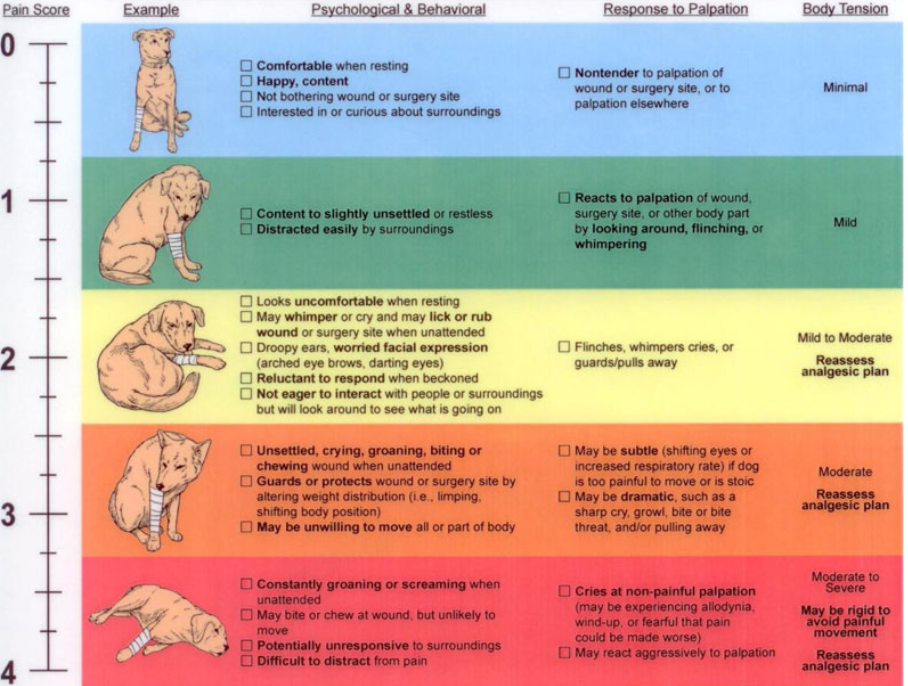 Pain Score Example Psychological & Behavioral Response to Palpation Body Tension
0
☐ Comfortable when resting
☐ Happy, content
☐ Not bothering wound or surgery site
☐ Interested in or curious about surroundings
☐ Nontender to palpation of
wound or surgery site, or to
palpation elsewhere
Minimal
1
☐ Content to slightly unsettled or restless
☐ Distracted easily by surroundings
☐ Reacts to palpation of wound,
surgery site, or other body part
by looking around, flinching, or
whimpering
Mild
2
☐ Looks uncomfortable when resting
☐ May whimper or cry and may lick or rub
wound or surgery site when unattended
☐ Droopy ears, worried facial expression
(arched eye brows, darting eyes)
☐ Reluctant to respond when beckoned
☐ Not eager to interact with people or surroundings
but will look around to see what is going on
☐ Flinches, whimpers cries, or
guards/pulls away
Mild to Moderate
Reassess
analgesic plan
3
☐ Unsettled, crying, groaning, biting or
chewing wound when unattended
☐ Guards or protects wound or surgery site by
altering weight distribution (i.e., limping,
shifting body position)
☐ May be unwilling to move all or part of body
☐ May be subtle (shifting eyes or
increased respiratory rate) if dog
is too painful to move or is stoic
☐ May be dramatic, such as a
sharp cry, growl, bite or bite
threat, and/or pulling away
Moderate
Reassess
analgesic plan
4
☐ Constantly groaning or screaming when
unattended
☐ May bite or chew at wound, but unlikely to
move
☐ Potentially unresponsive to surroundings
☐ Difficult to distract from pain
☐ Cries at non-painful palpation
(may be experiencing allodynia,
wind-up, or fearful that pain
could be made worse)
☐ May react aggressively to palpation
Moderate to
Severe
May be rigid to
avoid painful
movement
Reassess
analgesic plan